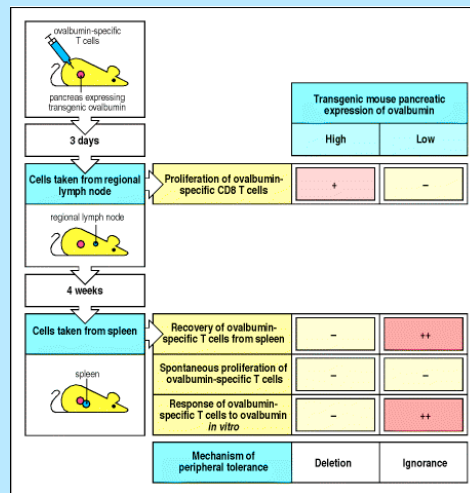 ovalbumin-specific
T cells
pancreas expressing
transgenic ovalbumin
3 days
Cells taken from regional
lymph node
regional lymph node
4 weeks
Cells taken from spleen
spleen
Transgenic mouse pancreatic
expression of ovalbumin
High
Low
Proliferation of ovalbumin-
specific CD8 T cells
+
–
Recovery of ovalbumin-
specific T cells from spleen
–
++
Spontaneous proliferation
of ovalbumin-specific T cells
–
–
Response of ovalbumin-
specific T cells to ovalbumin
in vitro
–
++
Mechanism of
peripheral tolerance
Deletion
Ignorance